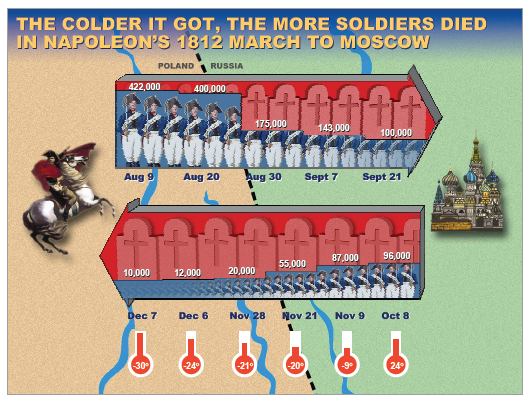 THE COLDER IT GOT, THE MORE SOLDIERS DIED
IN NAPOLEON'S 1812 MARCH TO MOSCOW
POLAND RUSSIA
422,000 400,000 175,000 143,000 100,000
Aug 9 Aug 20 Aug 30 Sept 7 Sept 21
10,000 12,000 20,000 55,000 87,000 96,000
Dec 7 Dec 6 Nov 28 Nov 21 Nov 9 Oct 8
-30° -24° -21° -20° -9° 24°